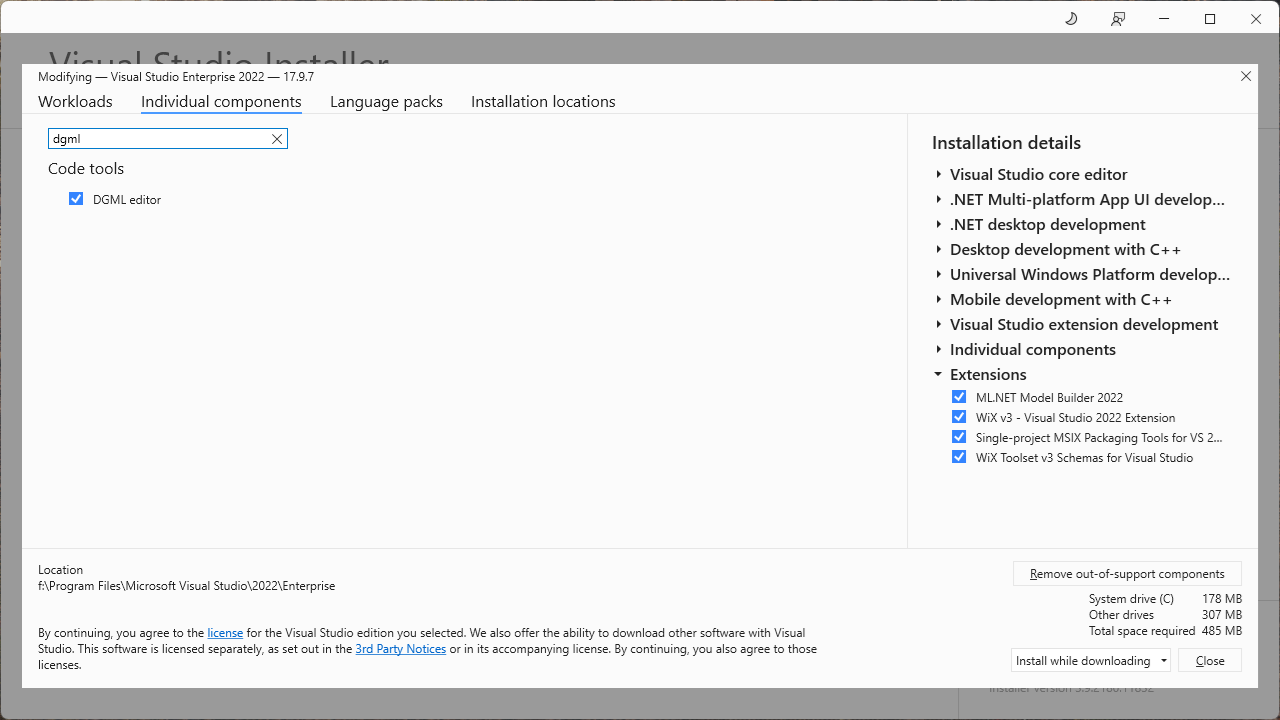 Visual Studio Installer
Modifying — Visual Studio Enterprise 2022 — 17.9.7
Workloads
Individual components
Language packs
Installation locations
dgml
Code tools
DGML editor
Installation details
Visual Studio core editor
.NET Multi-platform App UI develop...
.NET desktop development
Desktop development with C++
Universal Windows Platform develop...
Mobile development with C++
Visual Studio extension development
Individual components
Extensions
ML.NET Model Builder 2022
WiX v3 - Visual Studio 2022 Extension
Single-project MSIX Packaging Tools for VS 2...
WiX Toolset v3 Schemas for Visual Studio
Location
f:\Program Files\Microsoft Visual Studio\2022\Enterprise
By continuing, you agree to the license for the Visual Studio edition you selected. We also offer the ability to download other software with Visual
Studio. This software is licensed separately, as set out in the 3rd Party Notices or in its accompanying license. By continuing, you also agree to those
licenses.
Remove out-of-support components
System drive (C) 178 MB
Other drives 307 MB
Total space required 485 MB
Install while downloading
Close
Installer version